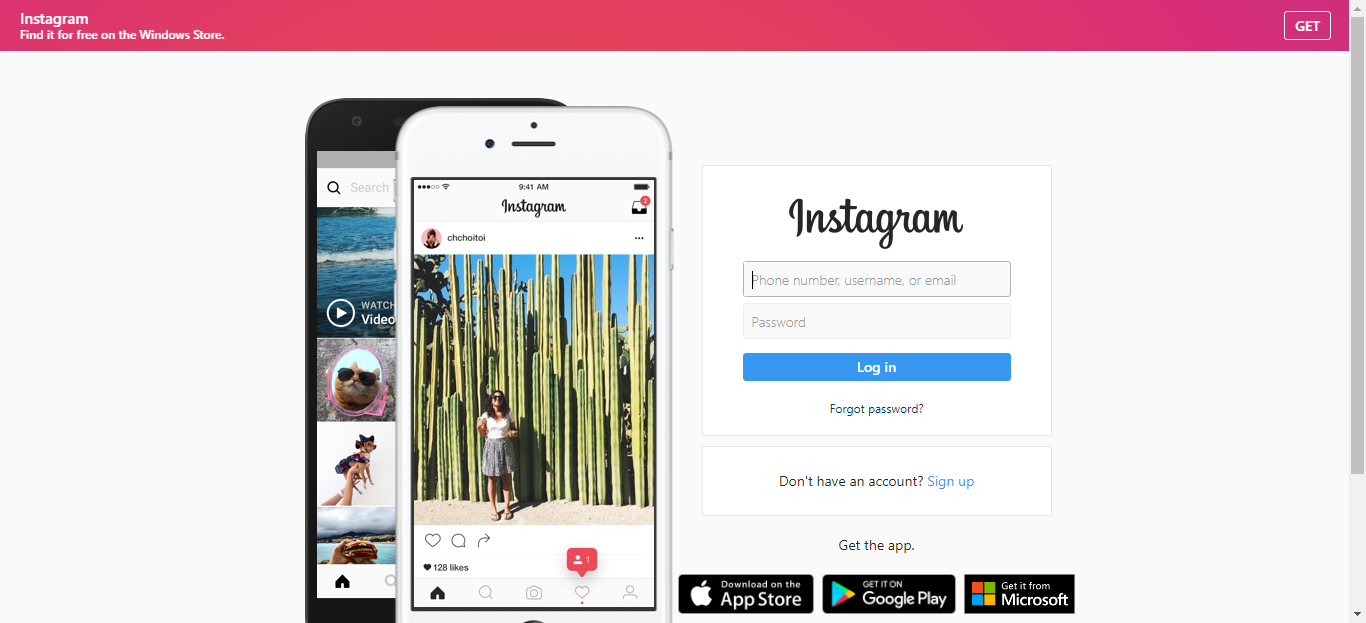 Instagram
Find it for free on the Windows Store.
GET
Search
WATCH
Video
9:41 AM
Instagram
2
chchoitoi
1
128 likes
Instagram
Phone number, username, or email
Password
Log in
Forgot password?
Don't have an account? Sign up
Get the app.
Download on the
App Store
GET IT ON
Google Play
Get it from
Microsoft